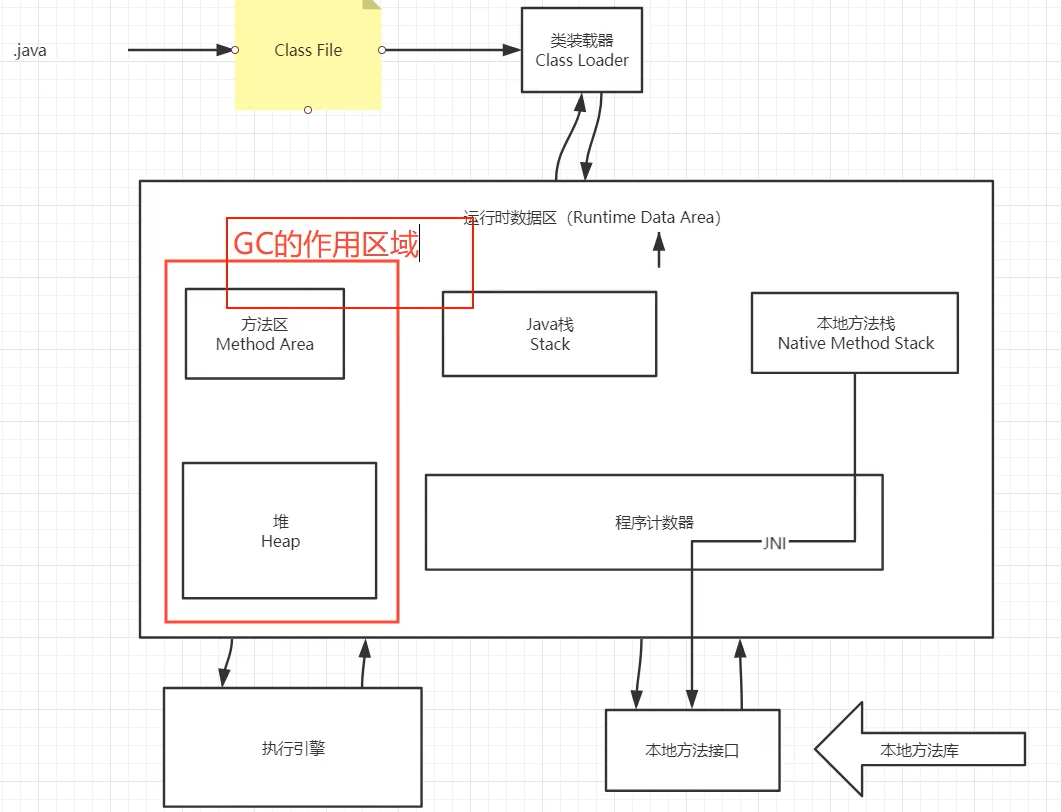 .java
Class File
类装载器
Class Loader
运行时数据区（Runtime Data Area）
GC的作用区域
方法区
Method Area
Java栈
Stack
本地方法栈
Native Method Stack
堆
Heap
程序计数器
JNI
执行引擎
本地方法接口
本地方法库